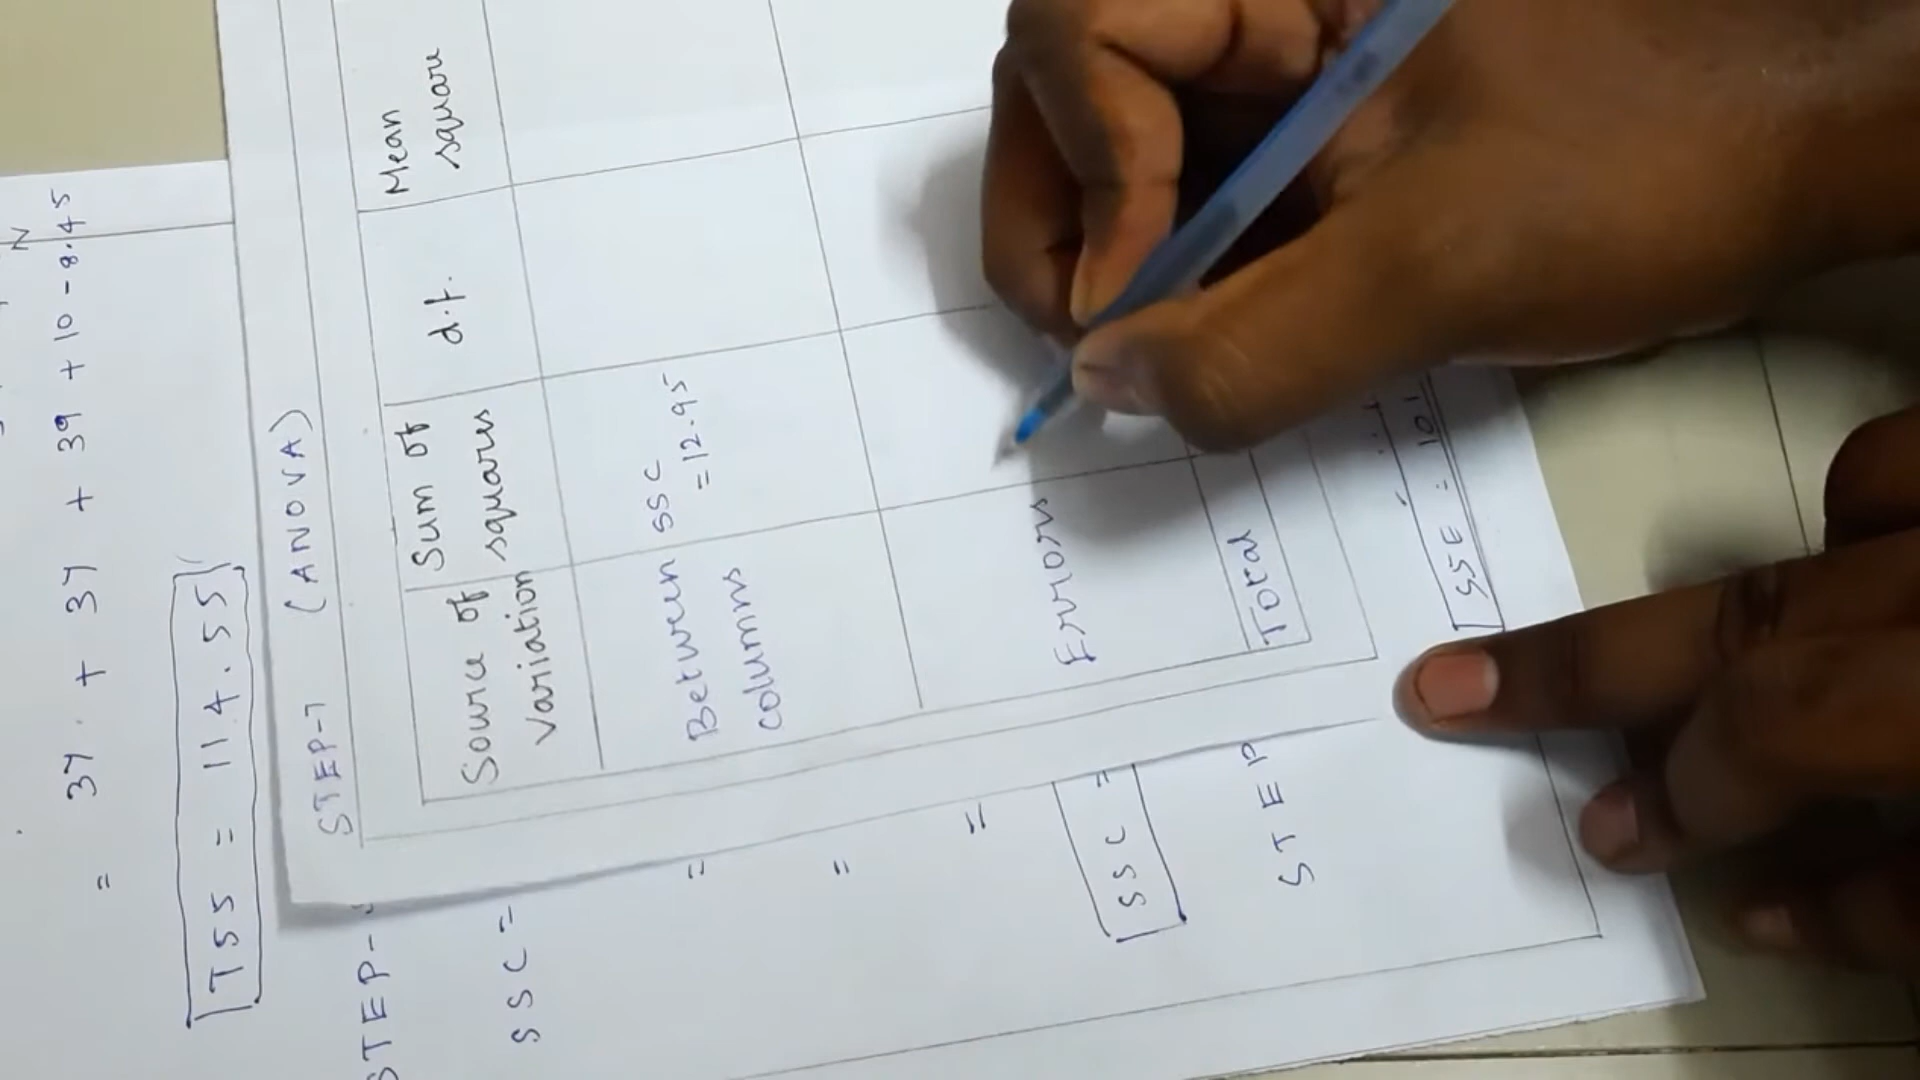 N
= 37 + 37 + 39 + 10 - 8.45
TSS = 114.55
STEP-7 (ANOVA)
Source of variation
Sum of squares
d.f.
Mean square
Between columns
SSC
=12.95
Errors
Total
STEP-
SSC =
=
=
=
SSC =
STEP
SSE = 101